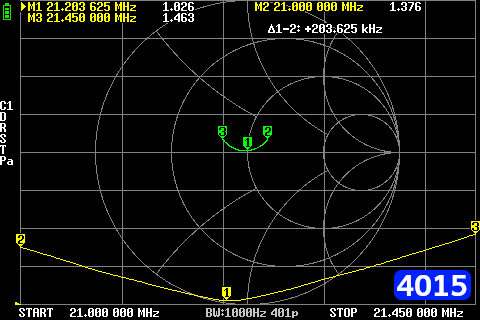 M1 21.203 625 MHz 1.026 M2 21.000 000 MHz 1.376
M3 21.450 000 MHz 1.463
Δ1-2: +203.625 kHz
C1
D
R
S
T
Pa
3 2
1
2 3
1
4015
START 21.000 000 MHz BW:1000Hz 401p STOP 21.450 000 MHz